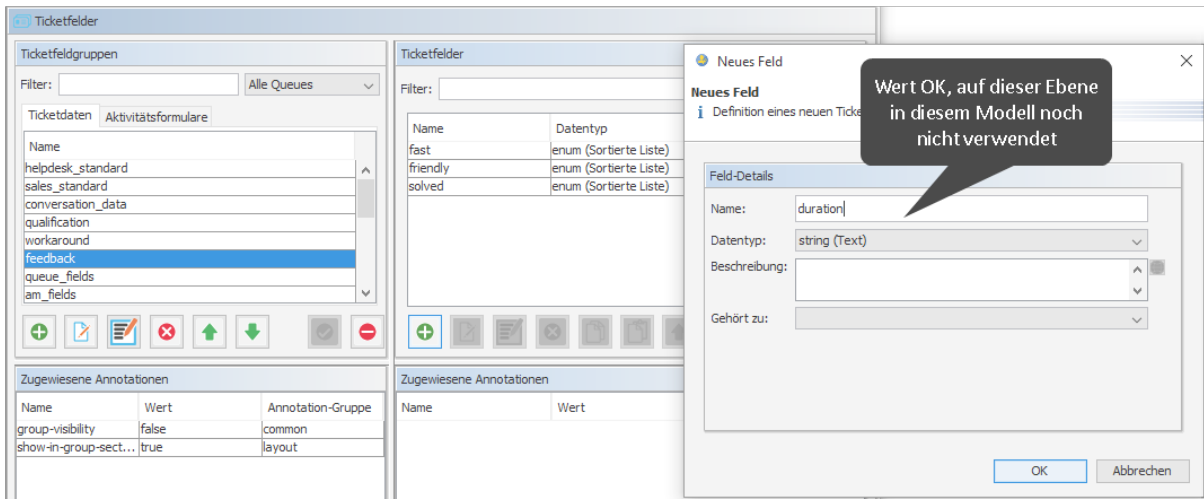 Ticketfelder
Ticketfeldgruppen
Filter:
Alle Queues
Ticketdaten
Aktivitätsformulare
Name
helpdesk_standard
sales_standard
conversation_data
qualification
workaround
feedback
queue_fields
am_fields
Zugewiesene Annotationen
Name Wert Annotation-Gruppe
group-visibility false common
show-in-group-sect... true layout
Ticketfelder
Filter:
Name Datentyp
fast enum (Sortierte Liste)
friendly enum (Sortierte Liste)
solved enum (Sortierte Liste)
Zugewiesene Annotationen
Name Wert
Neues Feld
Neues Feld
Definition eines neuen Ticke
Wert OK, auf dieser Ebene
in diesem Modell noch
nicht verwendet
Feld-Details
Name: duration
Datentyp: string (Text)
Beschreibung:
Gehört zu:
OK
Abbrechen